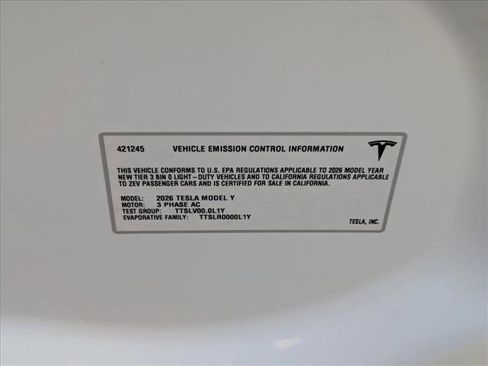 421245 VEHICLE EMISSION CONTROL INFORMATION
THIS VEHICLE CONFORMS TO U.S. EPA REGULATIONS APPLICABLE TO 2026 MODEL YEAR
NEW TIER 3 BIN 0 LIGHT-DUTY VEHICLES AND TO CALIFORNIA REGULATIONS APPLICABLE
TO ZEV PASSENGER CARS AND IS CERTIFIED FOR SALE IN CALIFORNIA.
MODEL: 2026 TESLA MODEL Y
MOTOR: 3 PHASE AC
TEST GROUP: TTSLV00.0L1Y
EVAPORATIVE FAMILY: TTSLR0000L1Y
TESLA, INC.